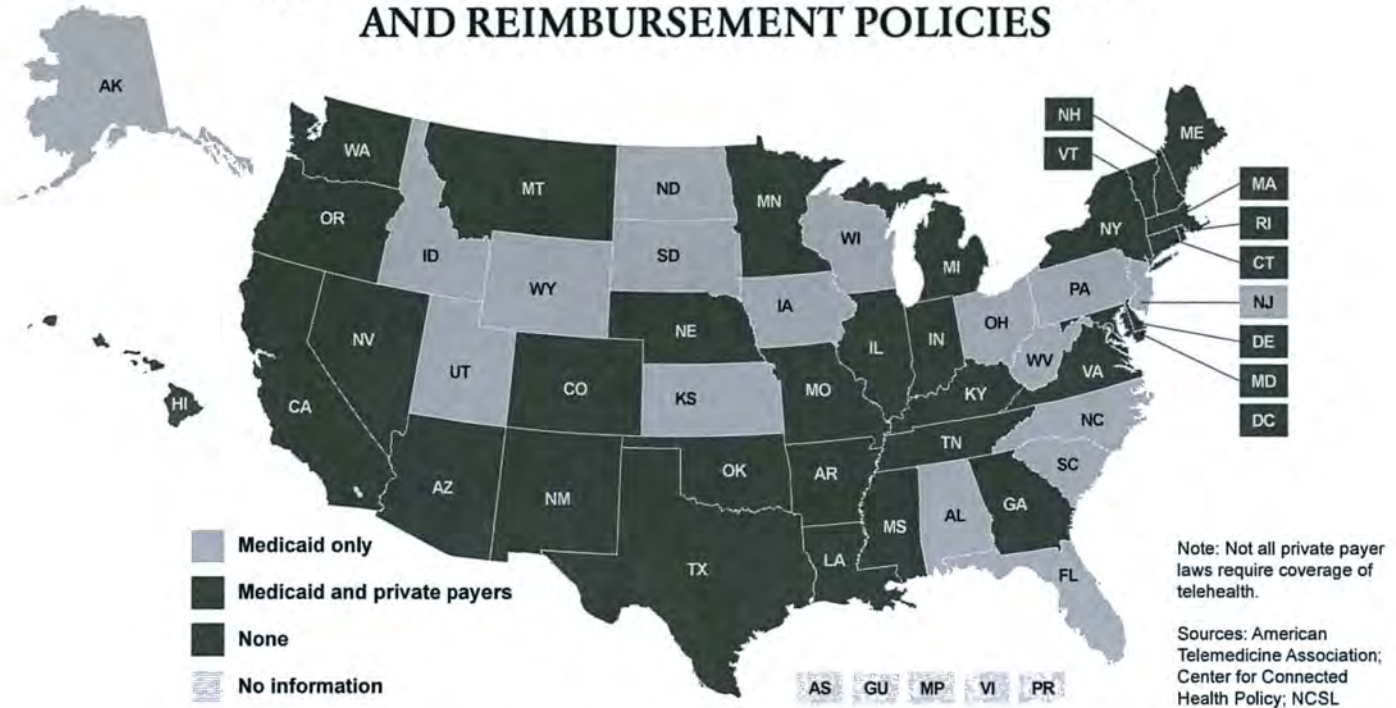 AND REIMBURSEMENT POLICIES
AK
WA
MT
ND
MN
ME
NH
VT
MA
RI
CT
NJ
DE
MD
DC
OR
ID
WY
SD
WI
MI
NY
PA
IA
NE
OH
IL
IN
WV
VA
NV
UT
CO
KS
MO
KY
NC
CA
HI
TN
SC
AZ
NM
OK
AR
MS
AL
GA
TX
LA
FL
Medicaid only
Medicaid and private payers
None
No information
AS GU MP VI PR
Note: Not all private payer
laws require coverage of
telehealth.
Sources: American
Telemedicine Association;
Center for Connected
Health Policy; NCSL